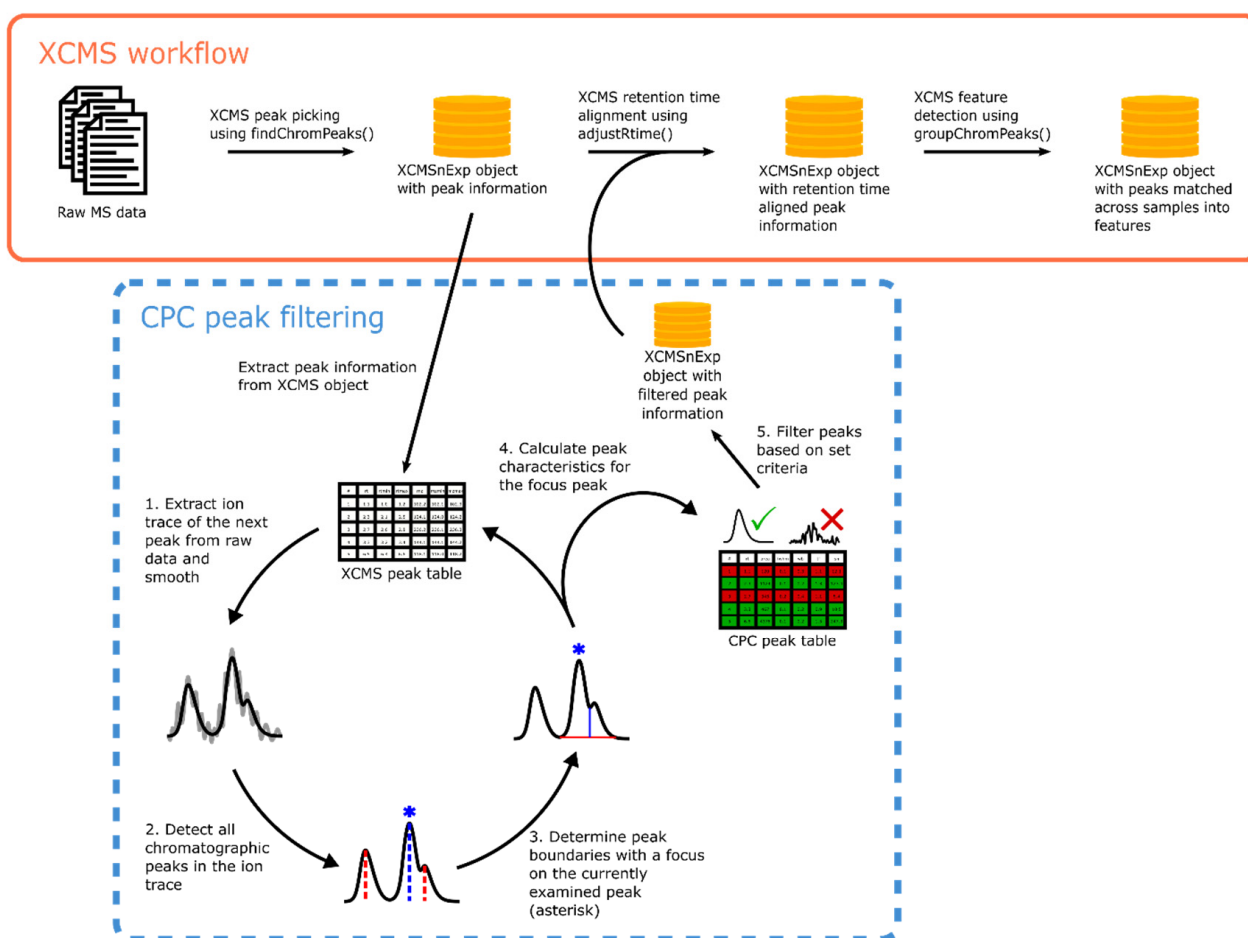 XCMS workflow
Raw MS data
XCMS peak picking
using findChromPeaks()
XCMSnExp object
with peak information
XCMS retention time
alignment using
adjustRtime()
XCMSnExp object
with retention time
aligned peak
information
XCMS feature
detection using
groupChromPeaks()
XCMSnExp object
with peaks matched
across samples into
features
CPC peak filtering
Extract peak information
from XCMS object
XCMS peak table
1. Extract ion
trace of the next
peak from raw
data and
smooth
2. Detect all
chromatographic
peaks in the ion
trace
*
3. Determine peak
boundaries with a focus
on the currently
examined peak
(asterisk)
*
4. Calculate peak
characteristics for
the focus peak
CPC peak table
5. Filter peaks
based on set
criteria
XCMSnExp
object with
filtered peak
information